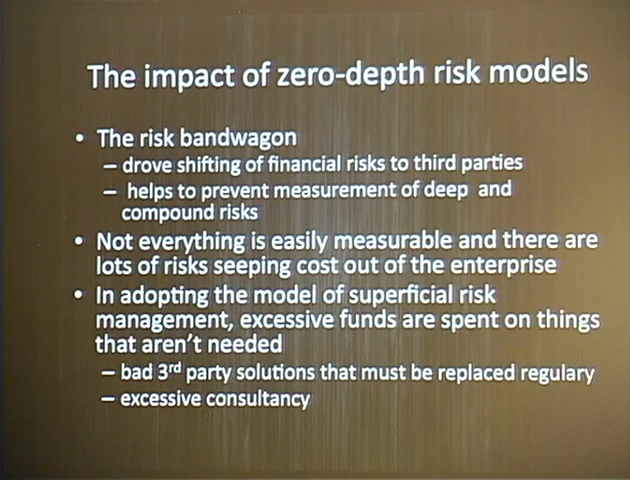 The impact of zero-depth risk models
• The risk bandwagon
– drove shifting of financial risks to third parties
– helps to prevent measurement of deep and
compound risks
• Not everything is easily measurable and there are
lots of risks seeping cost out of the enterprise
• In adopting the model of superficial risk
management, excessive funds are spent on things
that aren't needed
– bad 3rd party solutions that must be replaced regulary
– excessive consultancy